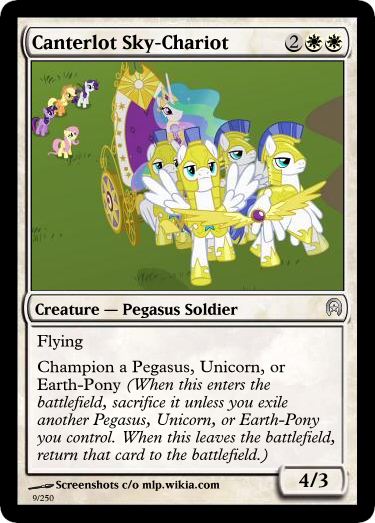 Canterlot Sky-Chariot 2
Creature — Pegasus Soldier
Flying
Champion a Pegasus, Unicorn, or
Earth-Pony (When this enters the
battlefield, sacrifice it unless you exile
another Pegasus, Unicorn, or Earth-Pony
you control. When this leaves the battlefield,
return that card to the battlefield.)
4/3
Screenshots c/o mlp.wikia.com
9/250